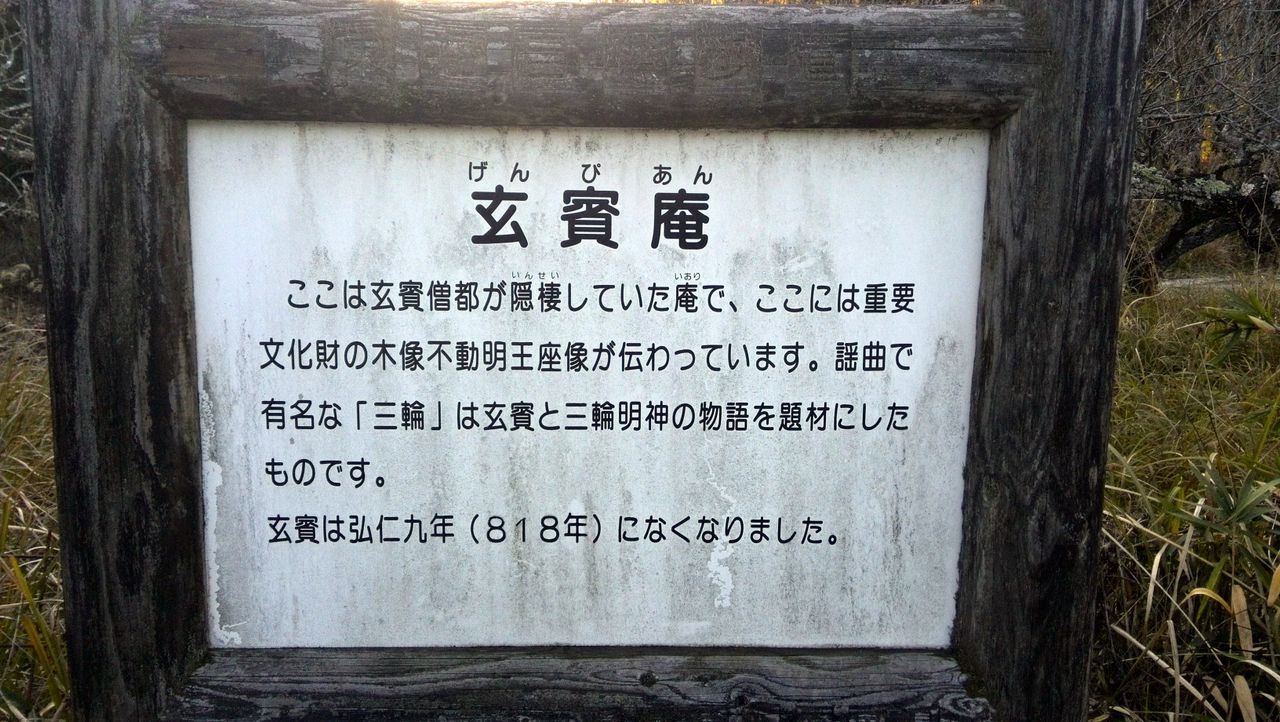 げん ぴ あん
玄賓庵
いんせい いおり
ここは玄賓僧都が隠棲していた庵で、ここには重要
文化財の木像不動明王座像が伝わっています。謡曲で
有名な「三輪」は玄賓と三輪明神の物語を題材にした
ものです。
玄賓は弘仁九年（818年）になくなりました。